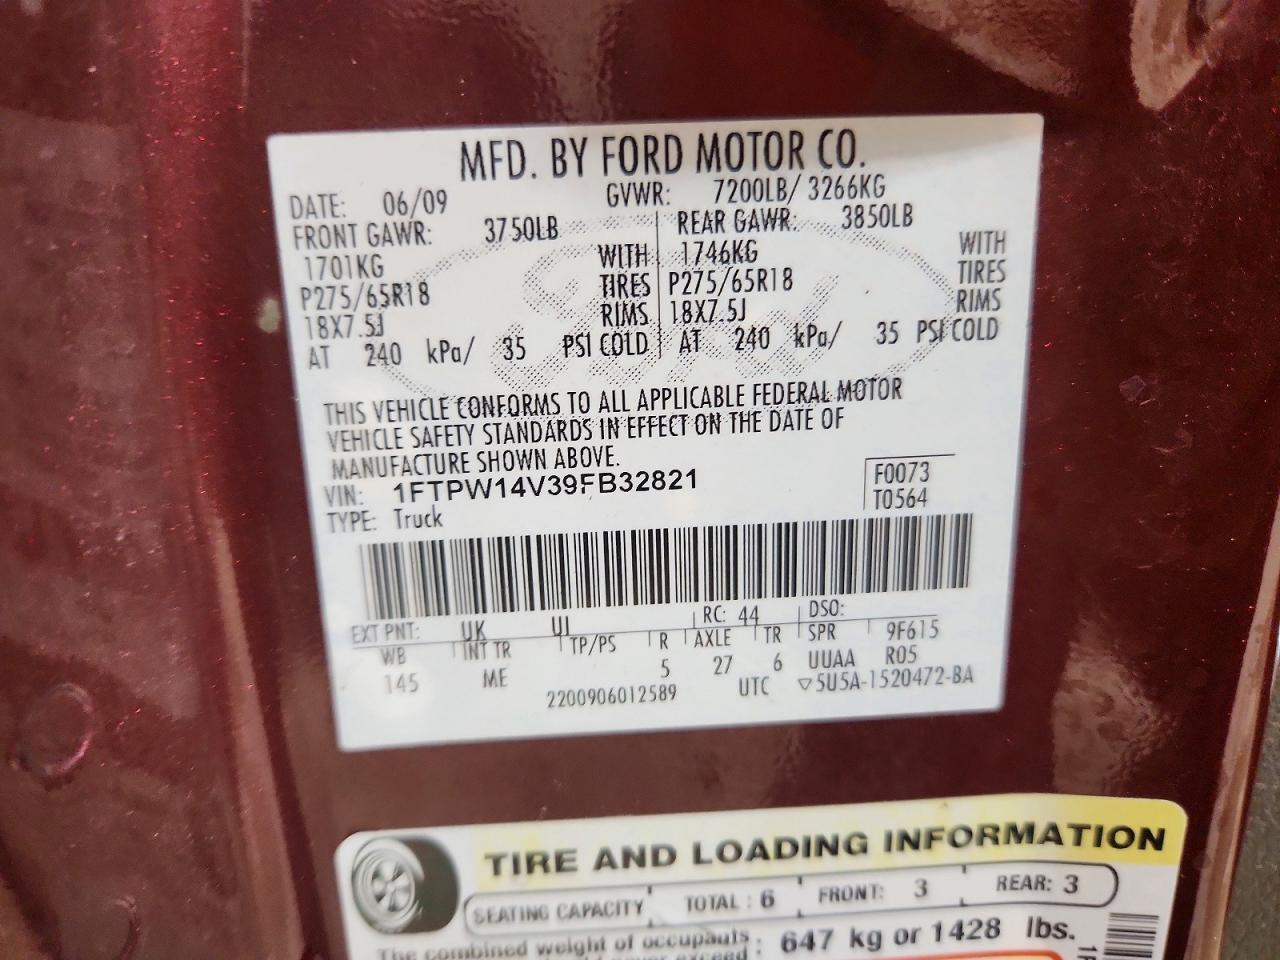 MFD. BY FORD MOTOR CO.
DATE: 06/09 GVWR: 7200LB/ 3266KG
FRONT GAWR: 3750LB REAR GAWR: 3850LB
1701KG WITH 1746KG WITH
P275/65R18 TIRES P275/65R18 TIRES
18X7.5J RIMS 18X7.5J RIMS
AT 240 kPa/ 35 PSI COLD AT 240 kPa/ 35 PSI COLD
THIS VEHICLE CONFORMS TO ALL APPLICABLE FEDERAL MOTOR
VEHICLE SAFETY STANDARDS IN EFFECT ON THE DATE OF
MANUFACTURE SHOWN ABOVE.
VIN: 1FTPW14V39FB32821 F0073
TYPE: Truck T0564
EXT PNT: UK UI RC: 44 DSO:
WB INT TR TP/PS R AXLE TR SPR 9F615
145 ME 5 27 6 UUAA R05
2200906012589 UTC ▽5U5A-1520472-BA
TIRE AND LOADING INFORMATION
SEATING CAPACITY TOTAL : 6 FRONT: 3 REAR: 3
The combined weight of occupants : 647 kg or 1428 lbs.